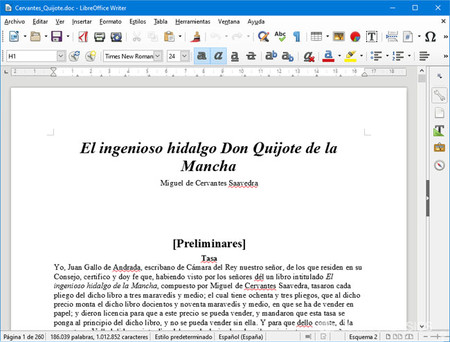 Cervantes_Quijote.doc - LibreOffice Writer
Archivo Editar Ver Insertar Formato Estilos Tabla Herramientas Ventana Ayuda
H1 Times New Roman 24
El ingenioso hidalgo Don Quijote de la
Mancha
Miguel de Cervantes Saavedra
[Preliminares]
Tasa
Yo, Juan Gallo de Andrada, escribano de Cámara del Rey nuestro señor, de los que residen en su
Consejo, certifico y doy fe que, habiendo visto por los señores dél un libro intitulado El
ingenioso hidalgo de la Mancha, compuesto por Miguel de Cervantes Saavedra, tasaron cada
pliego del dicho libro a tres maravedís y medio; el cual tiene ochenta y tres pliegos, que al dicho
precio monta el dicho libro docientos y noventa maravedís y medio, en que se ha de vender en
papel; y dieron licencia para que a este precio se pueda vender, y mandaron que esta tasa se
ponga al principio del dicho libro, y no se pueda vender sin ella. Y para que dello conste, di la
Página 1 de 260 186.039 palabras, 1.012.852 caracteres Estilo predeterminado Español (España) Esquema 2